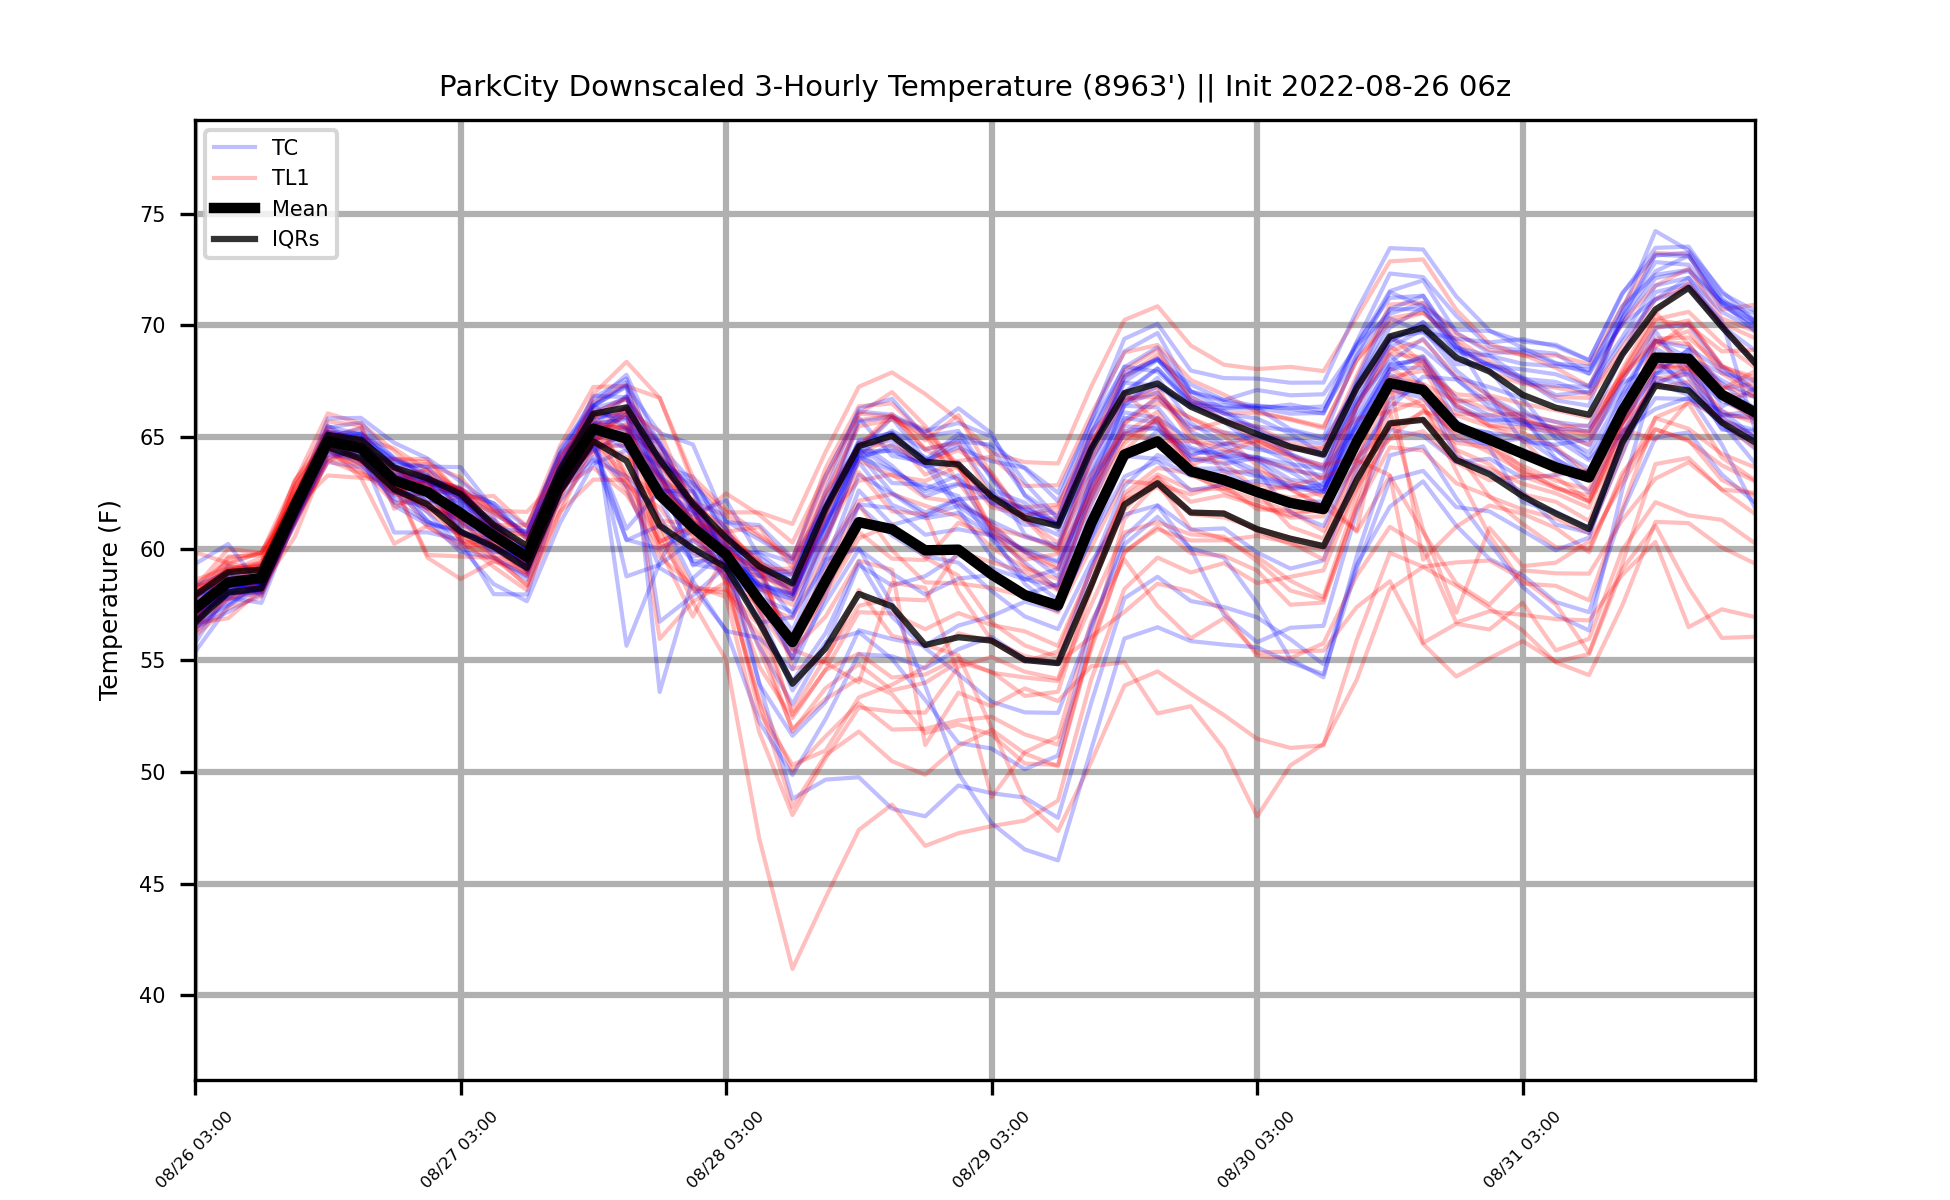 ParkCity Downscaled 3-Hourly Temperature (8963') || Init 2022-08-26 06z
TC
TL1
Mean
IQRs
Temperature (F)
75
70
65
60
55
50
45
40
08/26 03:00
08/27 03:00
08/28 03:00
08/29 03:00
08/30 03:00
08/31 03:00